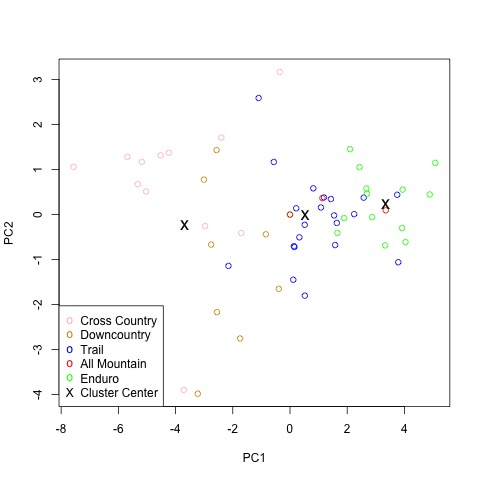 3
2
1
0
-1
-2
-3
-4
PC2
X
X
X
Cross Country
Downcountry
Trail
All Mountain
Enduro
X Cluster Center
-8 -6 -4 -2 0 2 4
PC1